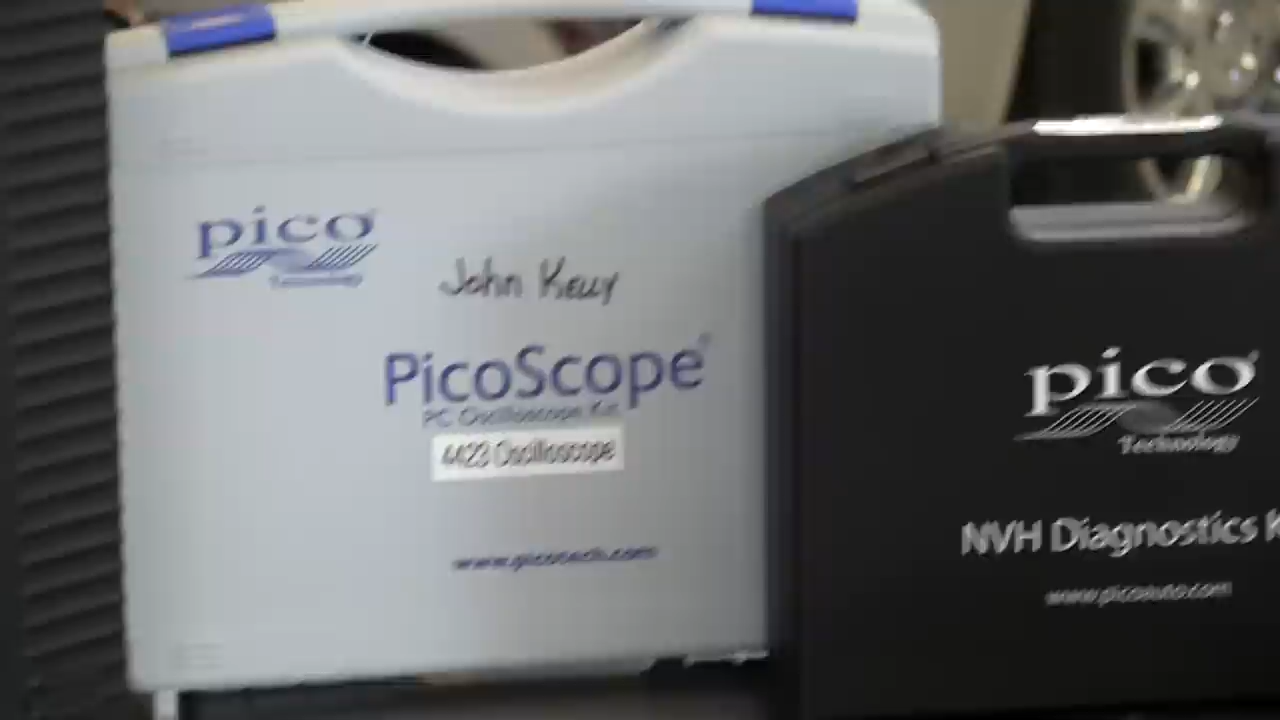 pico
Technology
John Kelly
PicoScope®
PC Oscilloscope Kit
4423 Oscilloscope
www.picotech.com
pico
Technology
NVH Diagnostics K
www.picoauto.com